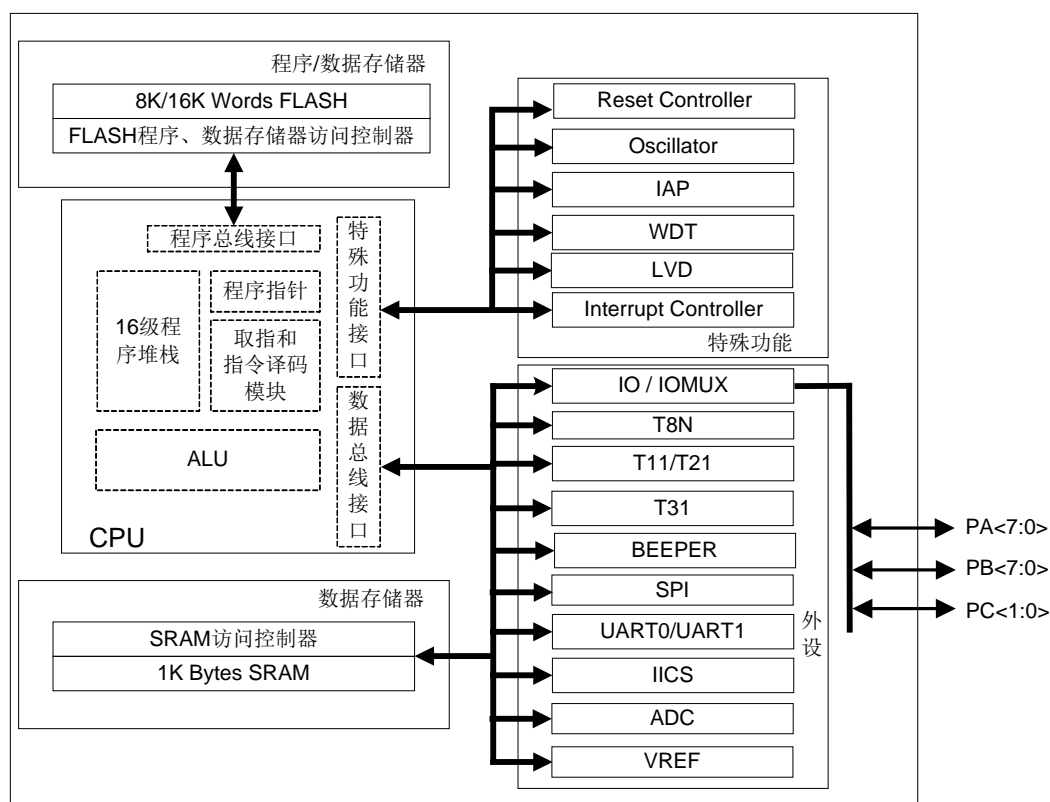 程序/数据存储器
8K/16K Words FLASH
FLASH程序、数据存储器访问控制器
程序总线接口
16级程
序堆栈
程序指针
取指和
指令译码
模块
ALU
CPU
特
殊
功
能
接
口
数
据
总
线
接
口
数据存储器
SRAM访问控制器
1K Bytes SRAM
Reset Controller
Oscillator
IAP
WDT
LVD
Interrupt Controller
特殊功能
IO / IOMUX
T8N
T11/T21
T31
BEEPER
SPI
UART0/UART1
IICS
ADC
VREF
外
设
PA<7:0>
PB<7:0>
PC<1:0>